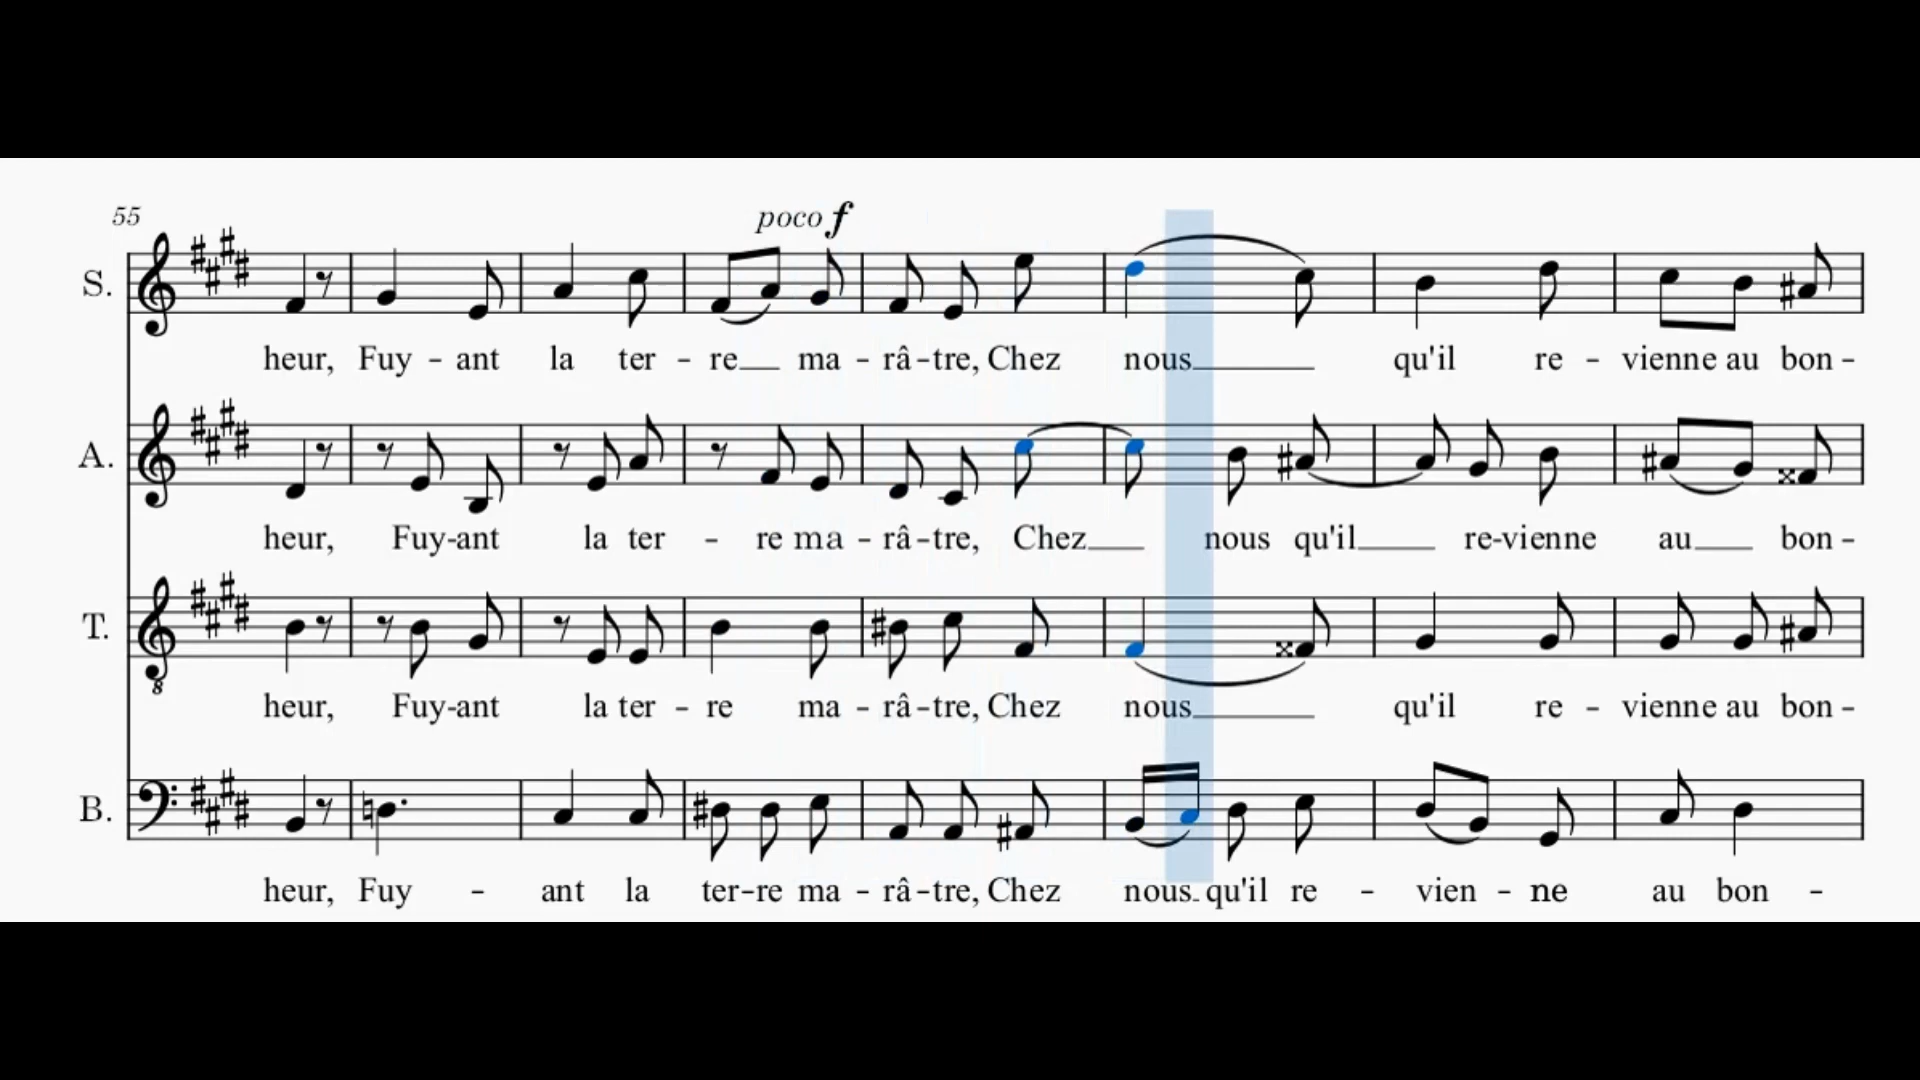 55
poco f
S.
heur, Fuy - ant la ter - re ma - râ - tre, Chez nous qu'il re - vienne au bon -
A.
heur, Fuy-ant la ter - re ma - râ - tre, Chez nous qu'il re-vienne au bon -
T.
8
heur, Fuy-ant la ter - re ma - râ - tre, Chez nous qu'il re - vienne au bon -
B.
heur, Fuy - ant la ter-re ma - râ - tre, Chez nous qu'il re - vien - ne au bon -